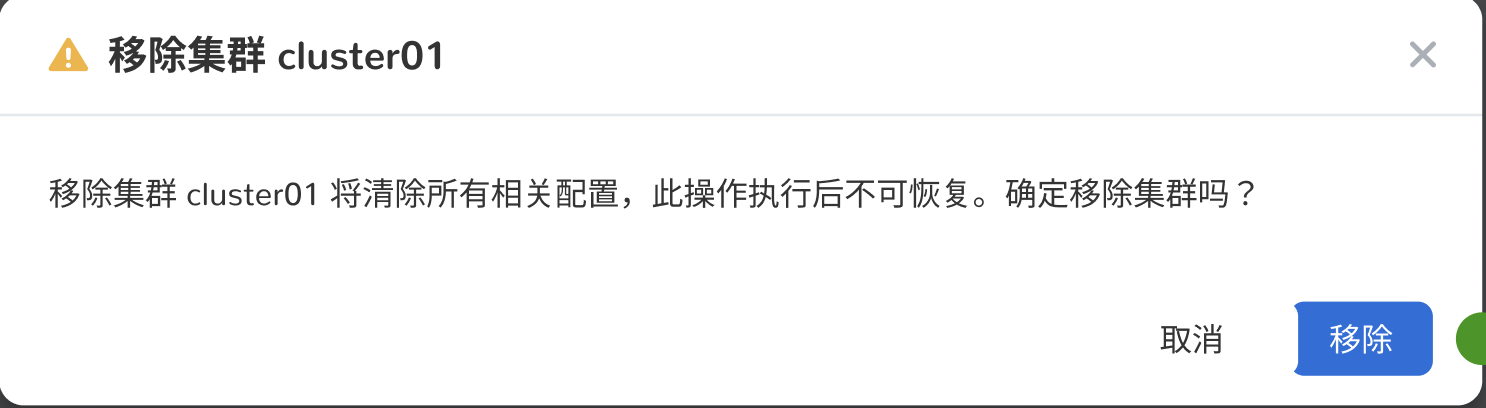 移除集群 cluster01
移除集群 cluster01 将清除所有相关配置，此操作执行后不可恢复。确定移除集群吗？
取消
移除